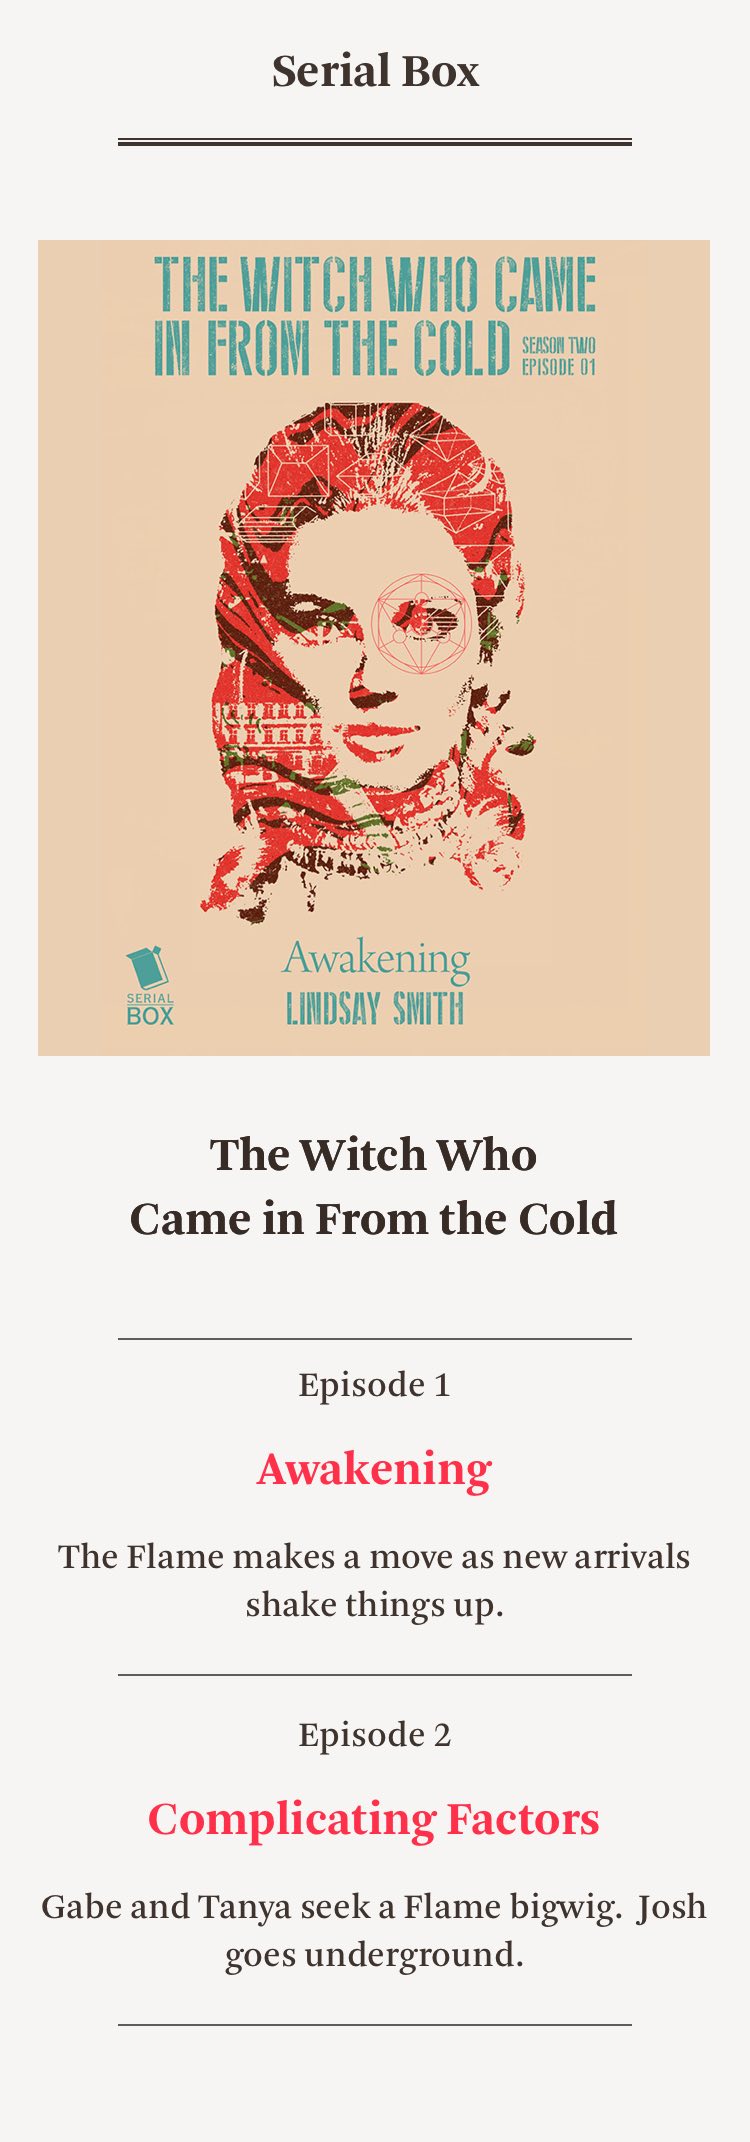 Serial Box
THE WITCH WHO CAME
IN FROM THE COLD
SEASON TWO
EPISODE 01
Awakening
LINDSAY SMITH
SERIAL
BOX
The Witch Who
Came in From the Cold
Episode 1
Awakening
The Flame makes a move as new arrivals
shake things up.
Episode 2
Complicating Factors
Gabe and Tanya seek a Flame bigwig.  Josh
goes underground.